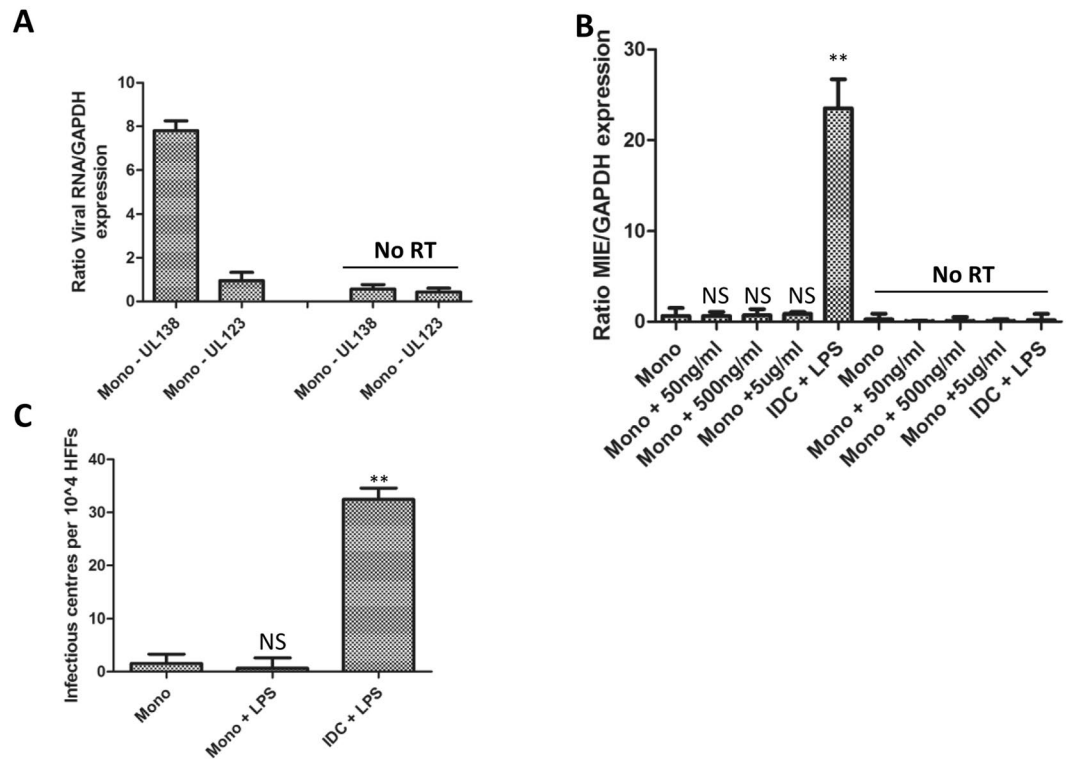 A
Ratio Viral RNA/GAPDH
expression
10
8
6
4
2
0
No RT
Mono - UL138
Mono - UL123
Mono - UL138
Mono - UL123
B
Ratio MIE/GAPDH expression
30
20
10
0
NS
NS
NS
**
No RT
Mono
Mono + 50ng/ml
Mono + 500ng/ml
Mono +5ug/ml
IDC + LPS
Mono
Mono + 50ng/ml
Mono + 500ng/ml
Mono +5ug/ml
IDC + LPS
C
Infectious centres per 10^4 HFFs
40
30
20
10
0
NS
**
Mono
Mono + LPS
IDC + LPS